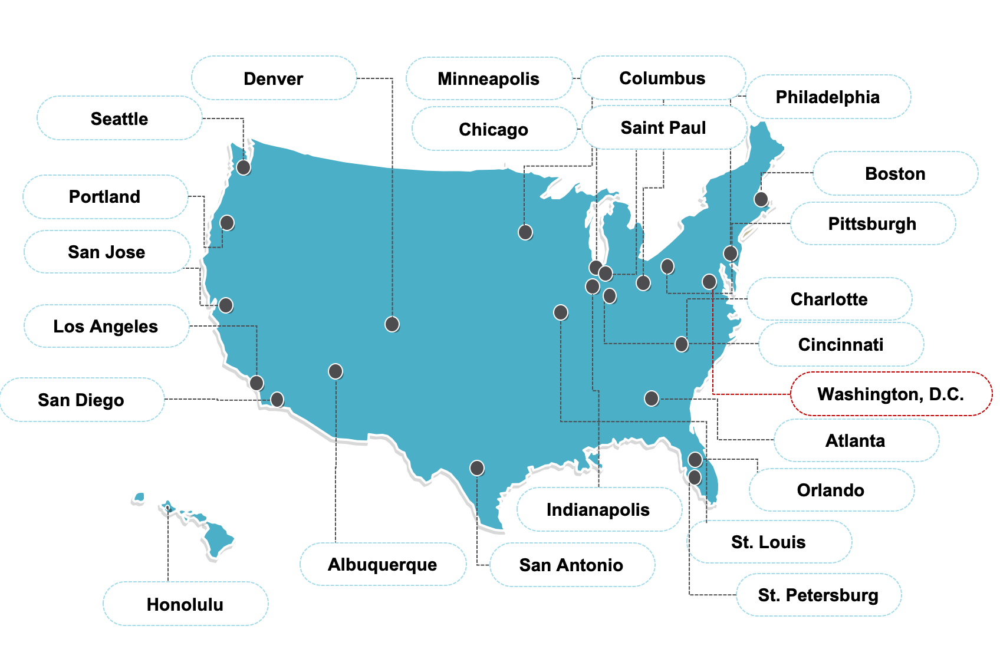 Denver
Minneapolis
Columbus
Philadelphia
Seattle
Chicago
Saint Paul
Boston
Portland
Pittsburgh
San Jose
Charlotte
Los Angeles
Cincinnati
San Diego
Washington, D.C.
Atlanta
Orlando
Indianapolis
St. Louis
Albuquerque
San Antonio
St. Petersburg
Honolulu